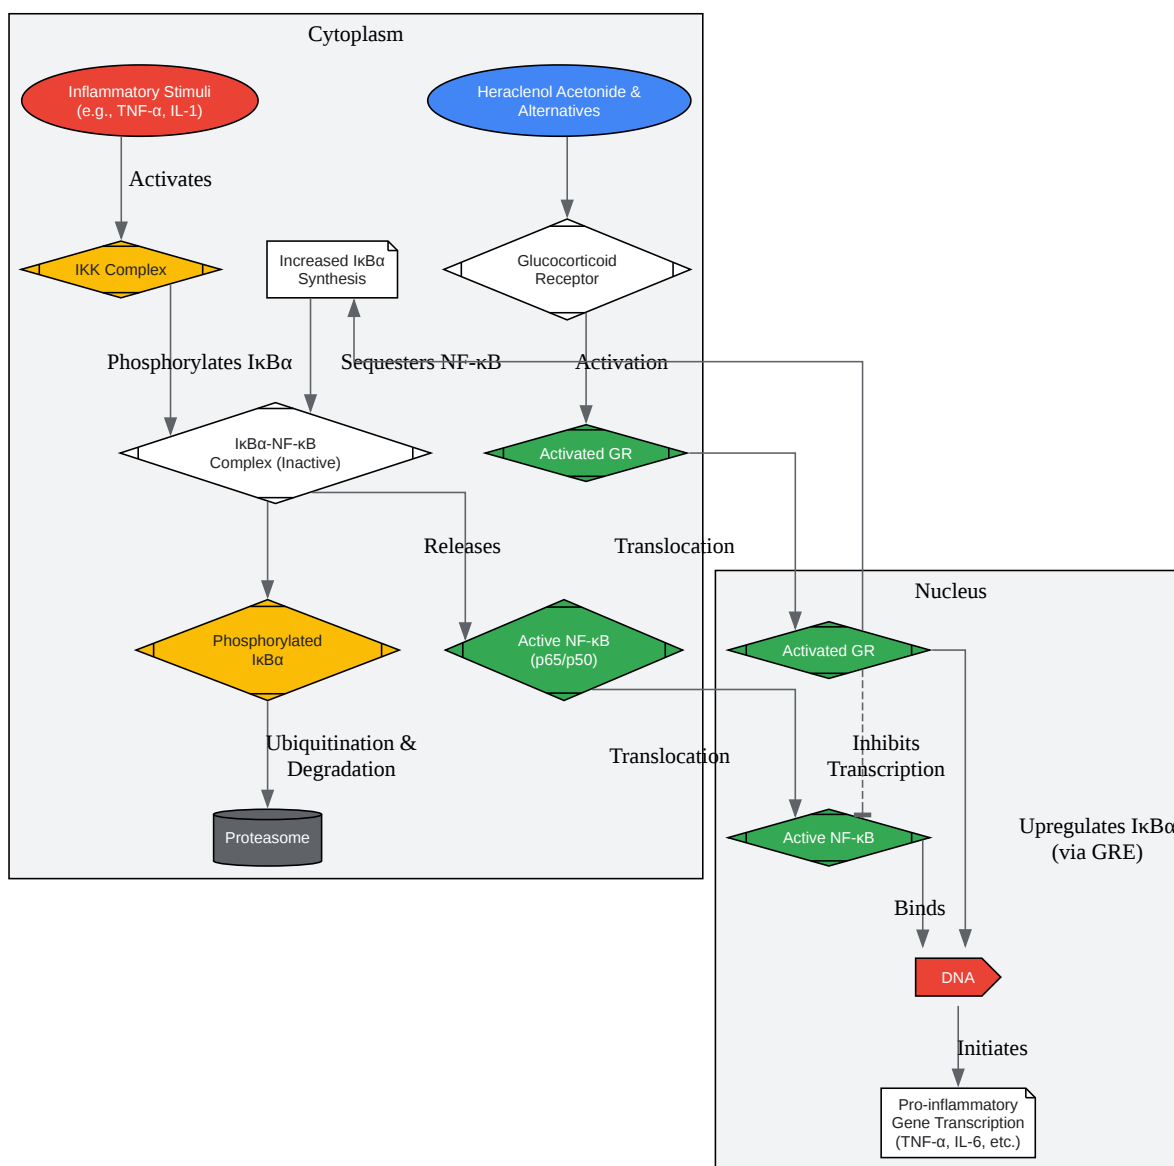 Cytoplasm
Inflammatory Stimuli
(e.g., TNF-α, IL-1)
Heraclenol Acetonide &
Alternatives
Activates
IKK Complex
Increased IκBα
Synthesis
Glucocorticoid
Receptor
Phosphorylates IκBα
Sequesters NF-κB
Activation
IκBα-NF-κB
Complex (Inactive)
Activated GR
Releases
Translocation
Nucleus
Phosphorylated
IκBα
Active NF-κB
(p65/p50)
Activated GR
Ubiquitination &
Degradation
Translocation
Inhibits
Transcription
Proteasome
Active NF-κB
Upregulates IκBα
(via GRE)
Binds
DNA
Initiates
Pro-inflammatory
Gene Transcription
(TNF-α, IL-6, etc.)